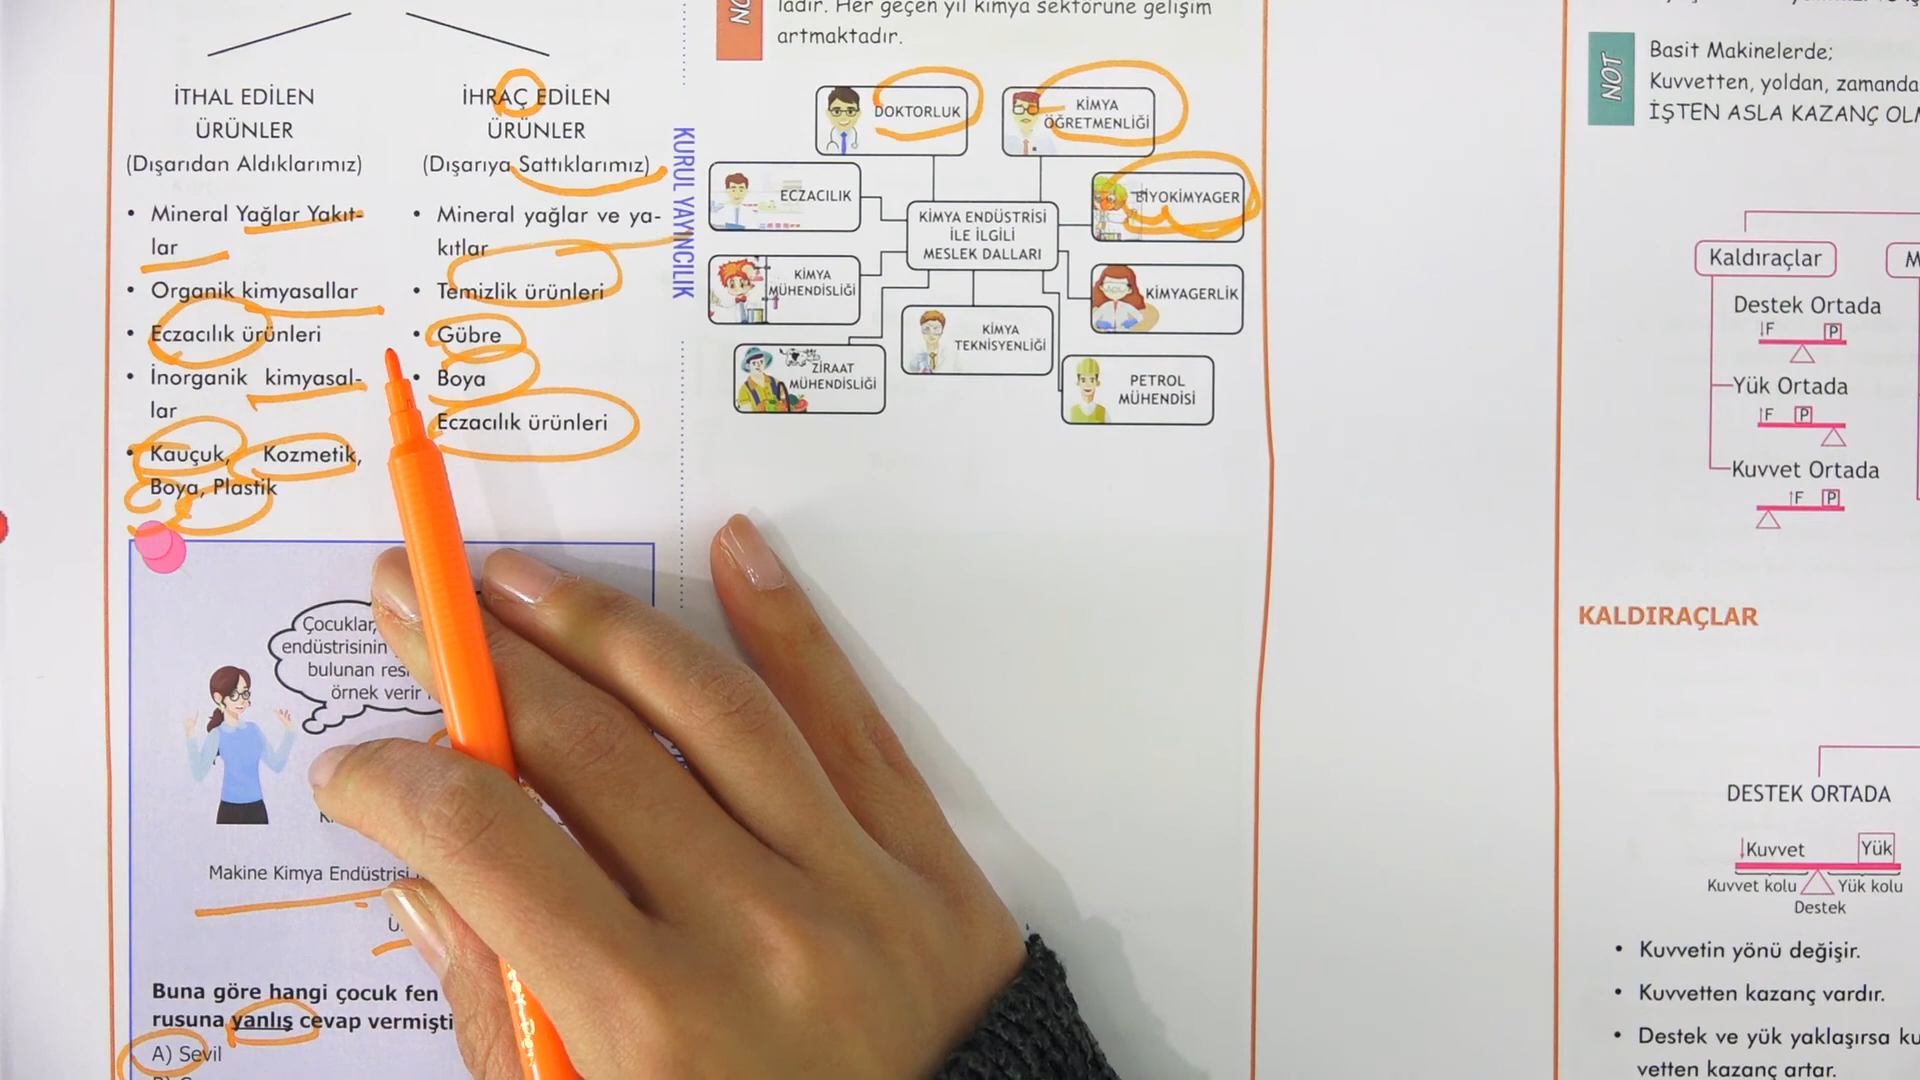 İTHAL EDİLEN
ÜRÜNLER
(Dışarıdan Aldıklarımız)
• Mineral Yağlar Yakıt-
lar
• Organik kimyasallar
• Eczacılık ürünleri
• İnorganik kimyasal-
lar
• Kauçuk, Kozmetik,
Boya, Plastik
İHRAÇ EDİLEN
ÜRÜNLER
(Dışarıya Sattıklarımız)
• Mineral yağlar ve ya-
kıtlar
• Temizlik ürünleri
• Gübre
• Boya
Eczacılık ürünleri
Çocuklar,
endüstrisinin
bulunan
örnek verir
Makine Kimya Endüstrisi
Buna göre hangi çocuk fen
rusuna yanlış cevap vermişti
A) Sevil
KURUL YAYINCILIK
ladır. Her geçen yıl kimya sektörüne gelişim
artmaktadır.
DOKTORLUK
KİMYA
ÖĞRETMENLİĞİ
ECZACILIK
BİYOKİMYAGER
KİMYA ENDÜSTRİSİ
İLE İLGİLİ
MESLEK DALLARI
KİMYA
MÜHENDİSLİĞİ
KİMYAGERLİK
KİMYA
TEKNİSYENLİĞİ
ZİRAAT
MÜHENDİSLİĞİ
PETROL
MÜHENDİSİ
NOT
Basit Makinelerde;
Kuvvetten, yoldan, zamanda
İŞTEN ASLA KAZANÇ OLM
Kaldıraçlar
M
Destek Ortada
F P
Yük Ortada
F P
Kuvvet Ortada
F P
KALDIRAÇLAR
DESTEK ORTADA
Kuvvet Yük
Kuvvet kolu Yük kolu
Destek
• Kuvvetin yönü değişir.
• Kuvvetten kazanç vardır.
• Destek ve yük yaklaşırsa ku
vetten kazanç artar.